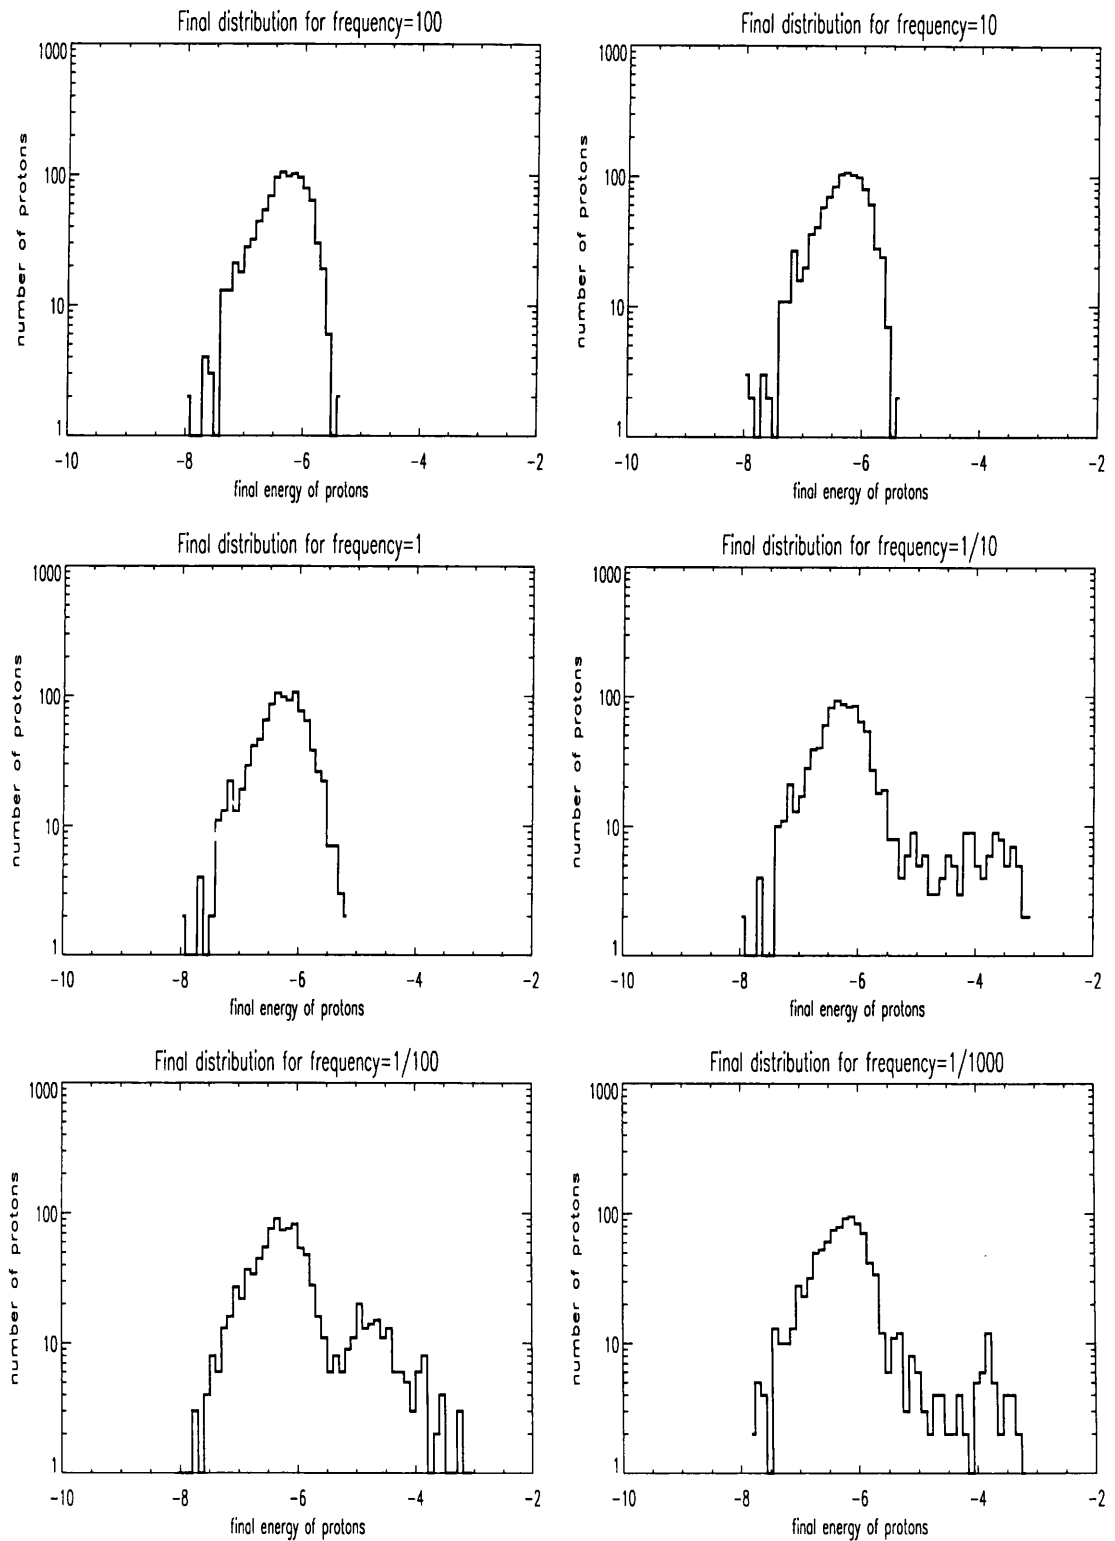 Final distribution for frequency=100
1000
100
10
1
number of protons
-10 -8 -6 -4 -2
final energy of protons
Final distribution for frequency=10
1000
100
10
1
number of protons
-10 -8 -6 -4 -2
final energy of protons
Final distribution for frequency=1
1000
100
10
1
number of protons
-10 -8 -6 -4 -2
final energy of protons
Final distribution for frequency=1/10
1000
100
10
1
number of protons
-10 -8 -6 -4 -2
final energy of protons
Final distribution for frequency=1/100
1000
100
10
1
number of protons
-10 -8 -6 -4 -2
final energy of protons
Final distribution for frequency=1/1000
1000
100
10
1
number of protons
-10 -8 -6 -4 -2
final energy of protons